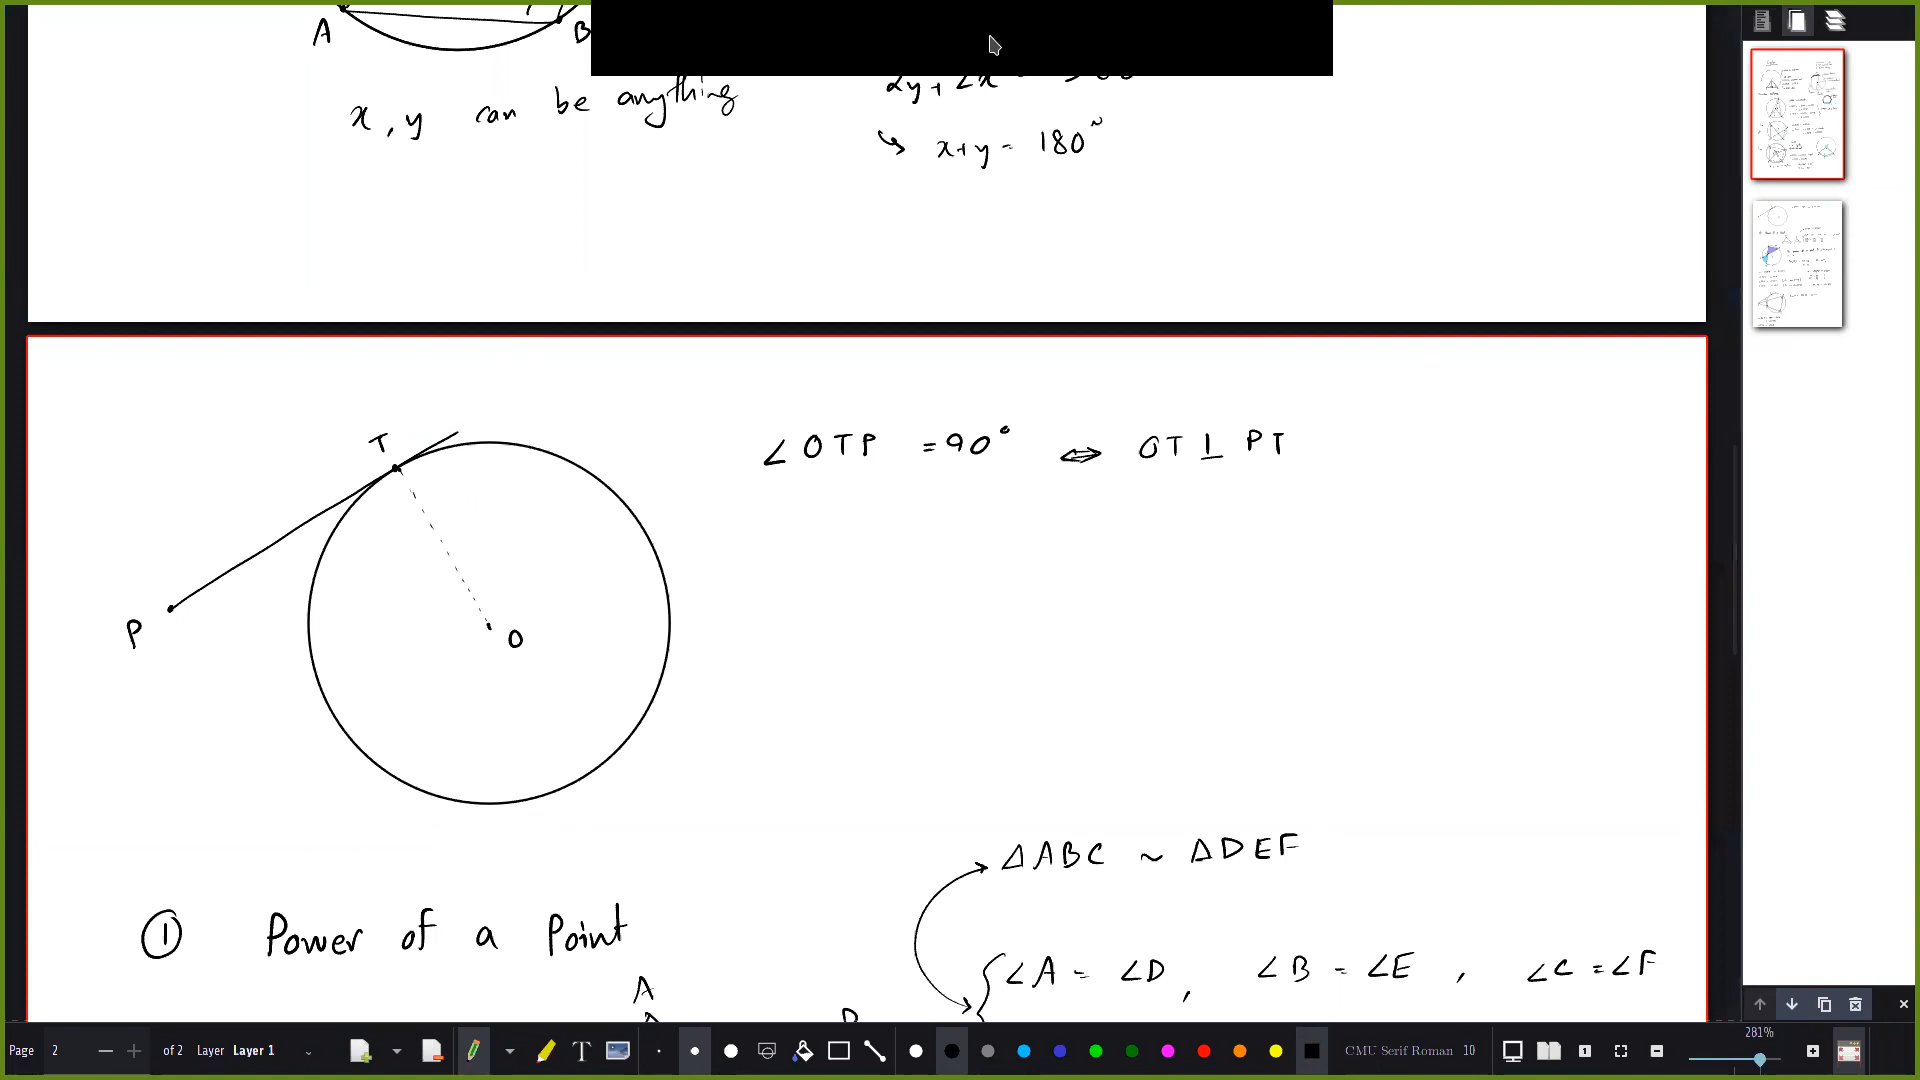 A
B
x, y can be anything
x+y = 180°
T
∠OTP = 90° ⇔ OT ⊥ PT
P
O
△ABC ~ △DEF
① Power of a Point
∠A = ∠D, ∠B = ∠E, ∠C = ∠F
A
Page 2 of 2 Layer Layer 1
CMU Serif Roman 10
281%